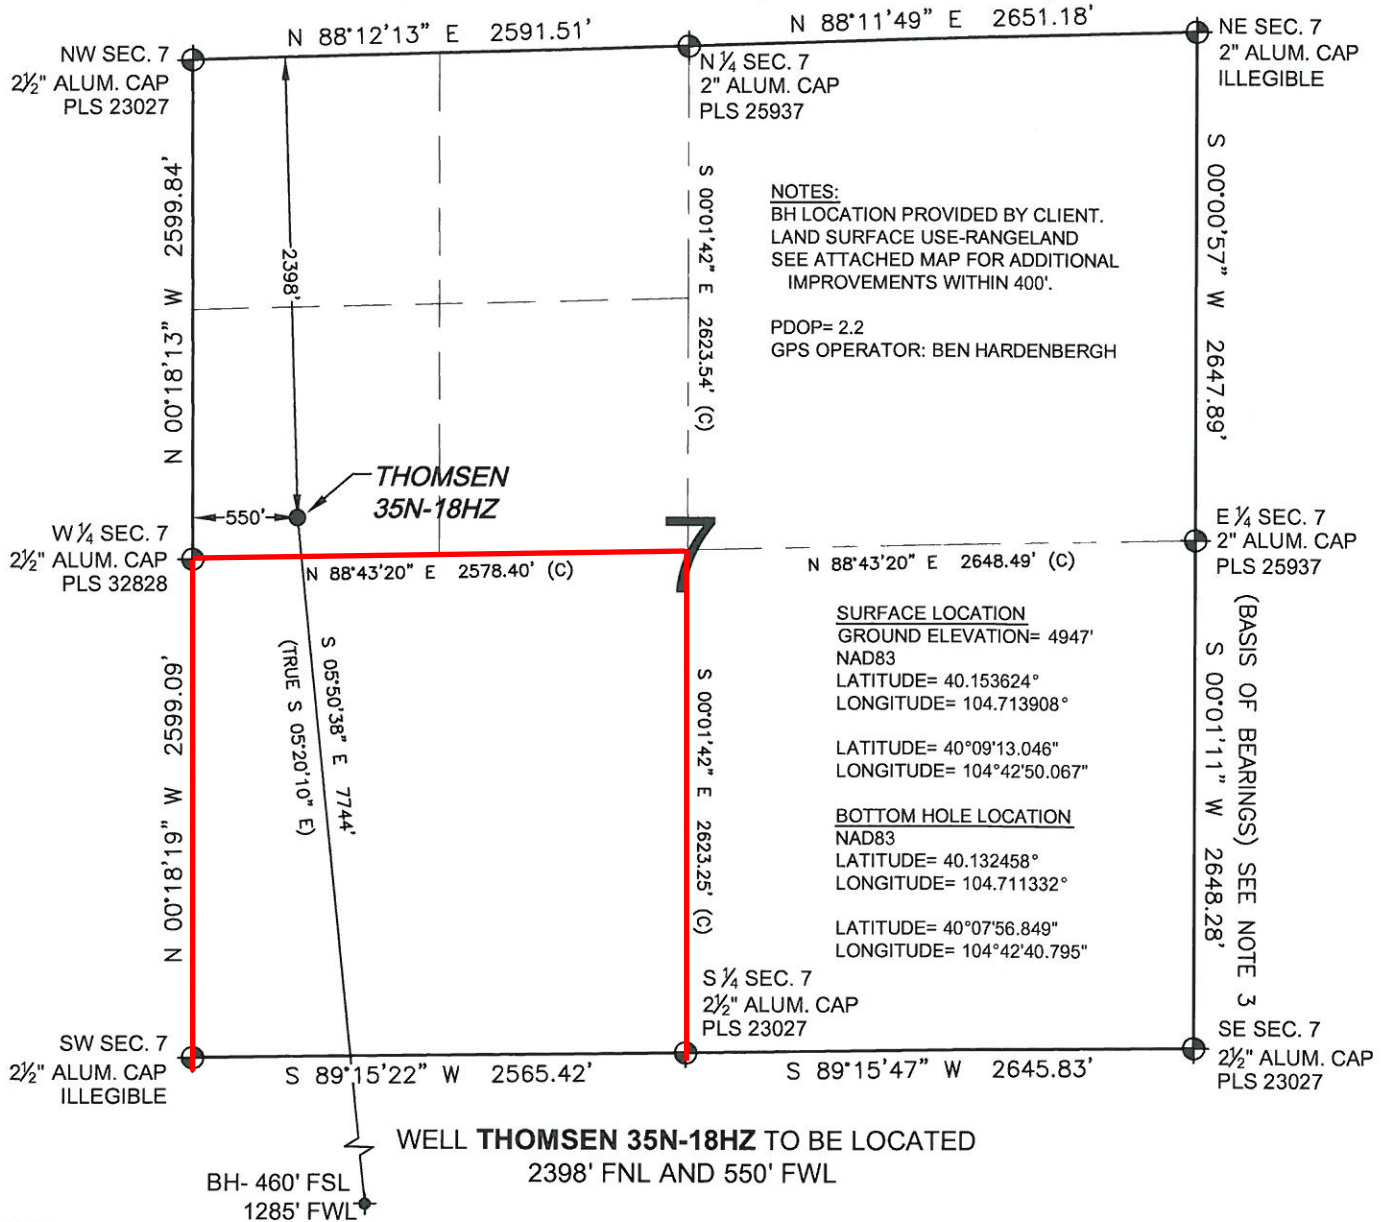 N 88°12'13" E 2591.51'
N 88°11'49" E 2651.18'
NW SEC. 7
2½" ALUM. CAP
PLS 23027
N ¼ SEC. 7
2" ALUM. CAP
PLS 25937
NE SEC. 7
2" ALUM. CAP
ILLEGIBLE
N 00°18'13" W 2599.84'
2398'
S 00°01'42" E 2623.54' (C)
S 00°00'57" W 2647.89'
NOTES:
BH LOCATION PROVIDED BY CLIENT.
LAND SURFACE USE-RANGELAND
SEE ATTACHED MAP FOR ADDITIONAL
IMPROVEMENTS WITHIN 400'.
PDOP= 2.2
GPS OPERATOR: BEN HARDENBERGH
THOMSEN
35N-18HZ
550'
7
W ¼ SEC. 7
2½" ALUM. CAP
PLS 32828
E ¼ SEC. 7
2" ALUM. CAP
PLS 25937
N 88°43'20" E 2578.40' (C)
N 88°43'20" E 2648.49' (C)
N 00°18'19" W 2599.09'
S 05°50'38" E 7744'
(TRUE S 05°20'10" E)
S 00°01'42" E 2623.25' (C)
SURFACE LOCATION
GROUND ELEVATION= 4947'
NAD83
LATITUDE= 40.153624°
LONGITUDE= 104.713908°
LATITUDE= 40°09'13.046"
LONGITUDE= 104°42'50.067"
BOTTOM HOLE LOCATION
NAD83
LATITUDE= 40.132458°
LONGITUDE= 104.711332°
LATITUDE= 40°07'56.849"
LONGITUDE= 104°42'40.795"
S 00°01'11" W 2648.28'
(BASIS OF BEARINGS) SEE NOTE 3
SW SEC. 7
2½" ALUM. CAP
ILLEGIBLE
S ¼ SEC. 7
2½" ALUM. CAP
PLS 23027
SE SEC. 7
2½" ALUM. CAP
PLS 23027
S 89°15'22" W 2565.42'
S 89°15'47" W 2645.83'
WELL THOMSEN 35N-18HZ TO BE LOCATED
2398' FNL AND 550' FWL
BH- 460' FSL
1285' FWL